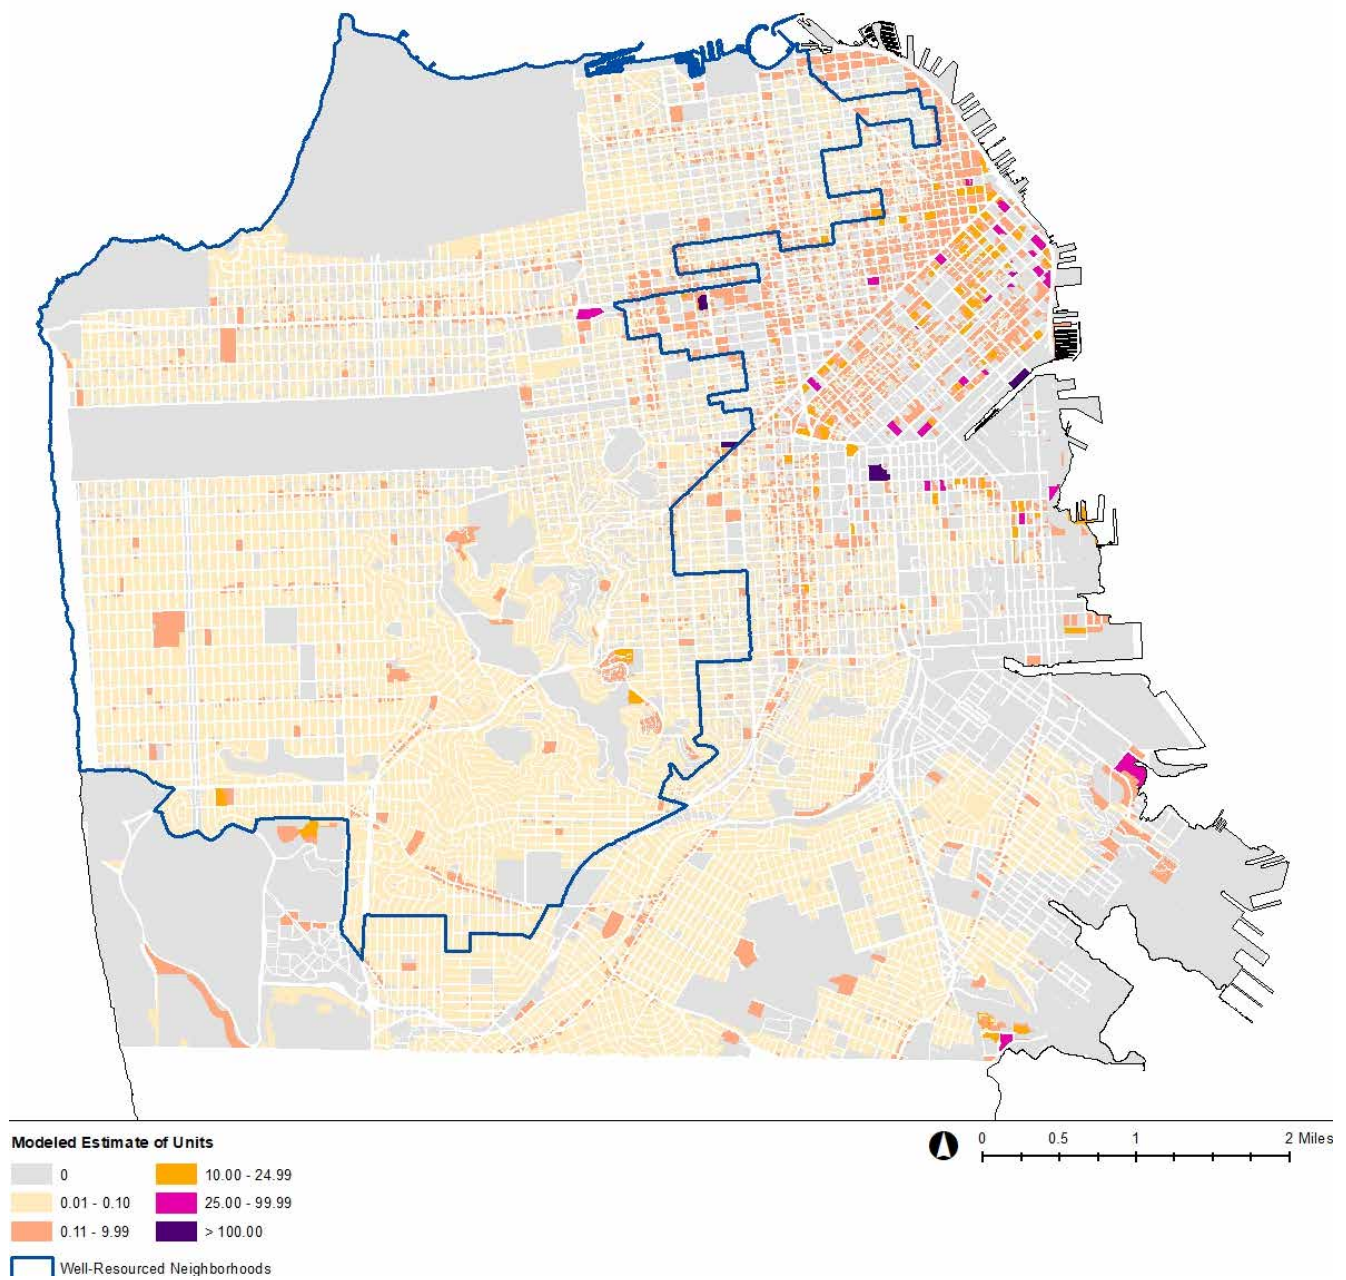 Modeled Estimate of Units
0
10.00 - 24.99
0.01 - 0.10
25.00 - 99.99
0.11 - 9.99
> 100.00
Well-Resourced Neighborhoods
0 0.5 1 2 Miles